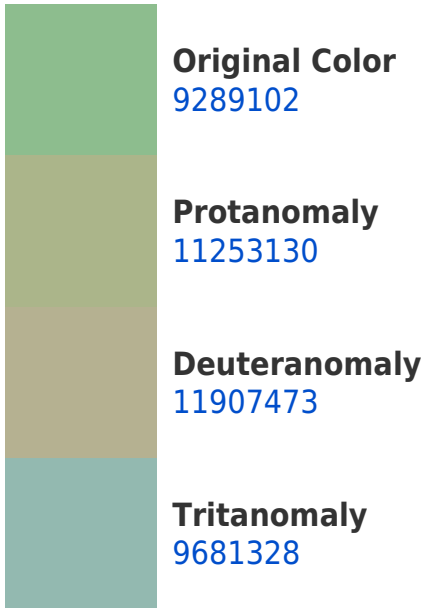 Original Color
9289102
Protanomaly
11253130
Deuteranomaly
11907473
Tritanomaly
9681328